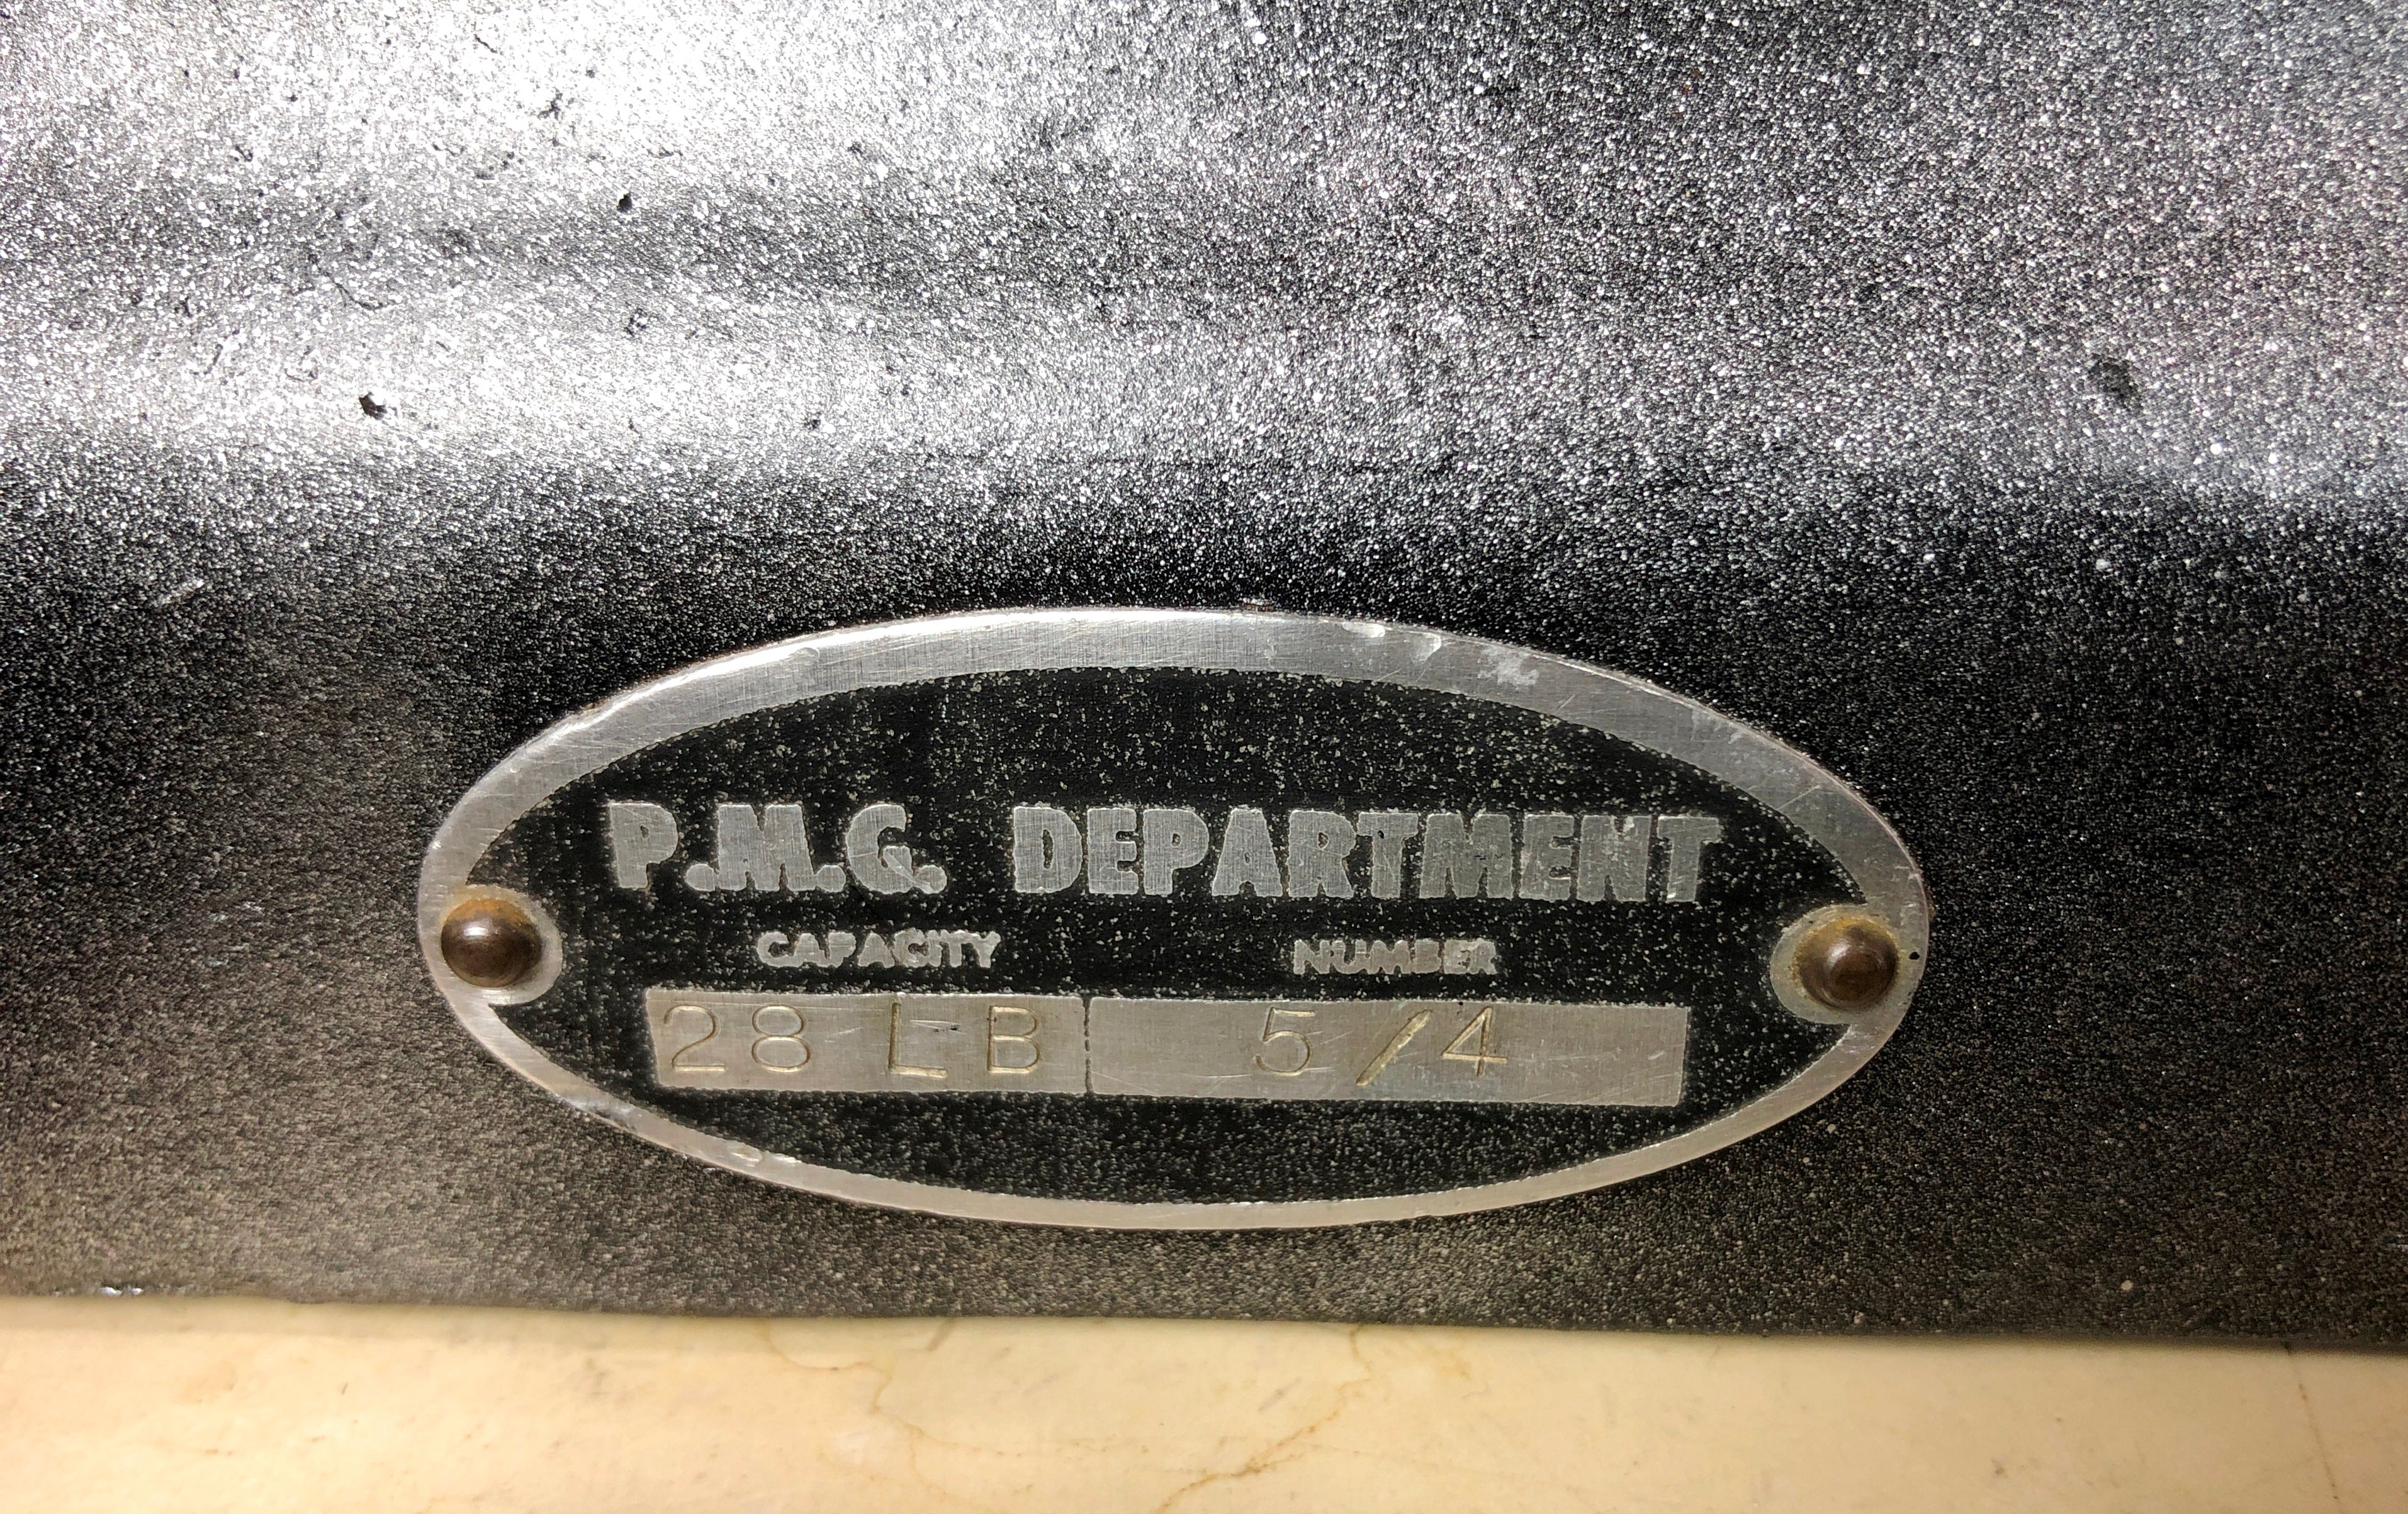 P.M.G. DEPARTMENT
CAPACITY NUMBER
28 LB 5/4